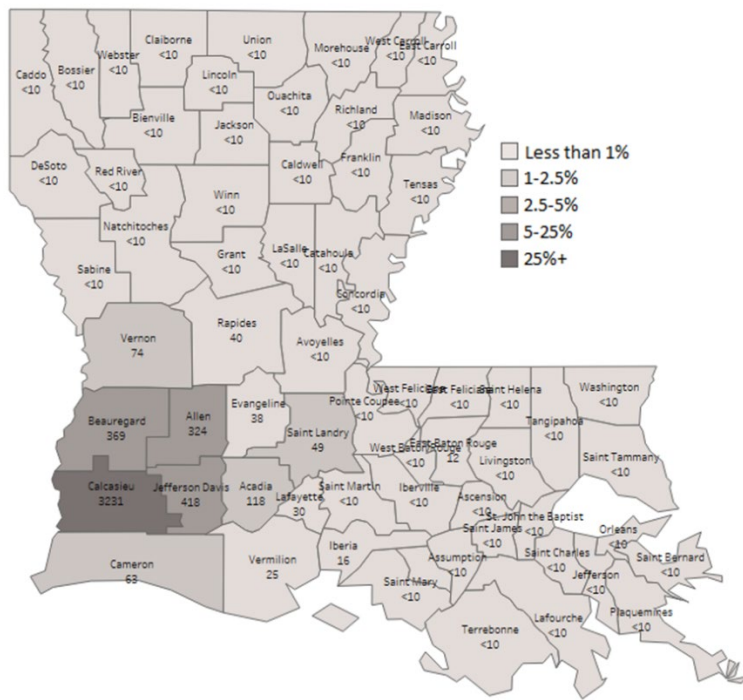 Claiborne
<10
Union
<10
Morehouse
<10
West Carroll
<10
East Carroll
<10
Webster
<10
Bossier
<10
Caddo
<10
Lincoln
<10
Ouachita
<10
Richland
<10
Madison
<10
Bienville
<10
Jackson
<10
DeSoto
<10
Red River
<10
Caldwell
<10
Franklin
<10
Tensas
<10
Winn
<10
Natchitoches
<10
Sabine
<10
Grant
<10
LaSalle
<10
Catahoula
<10
Concordia
<10
Less than 1%
1-2.5%
2.5-5%
5-25%
25%+
Vernon
74
Rapides
40
Avoyelles
<10
Beauregard
369
Allen
324
Evangeline
38
Saint Landry
49
Pointe Coupee
<10
West Feliciana
<10
East Feliciana
<10
Saint Helena
<10
Tangipahoa
<10
Washington
<10
West Baton Rouge
<10
East Baton Rouge
12
Livingston
<10
Saint Tammany
<10
Calcasieu
3231
Jefferson Davis
418
Acadia
118
Lafayette
30
Saint Martin
<10
Iberville
<10
Ascension
<10
St. John the Baptist
<10
Saint James
<10
Orleans
<10
Cameron
63
Vermilion
25
Iberia
16
Saint Mary
<10
Assumption
<10
Saint Charles
<10
Saint Bernard
<10
Jefferson
<10
Plaquemines
<10
Terrebonne
<10
Lafourche
<10